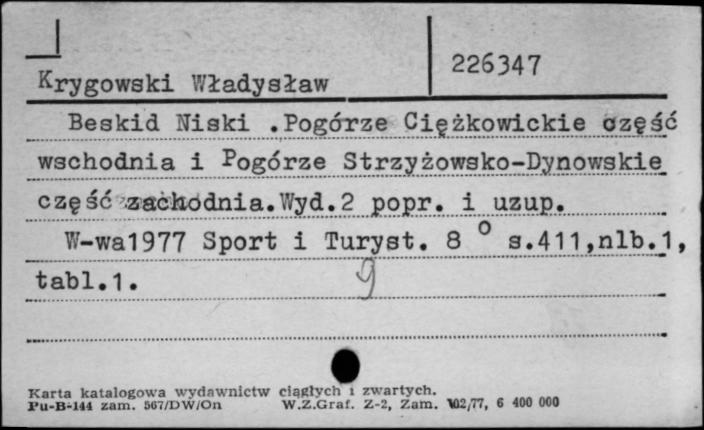 226347
Krygowski Władysław
Beskid Niski .Pogórze Ciężkowickie część
wschodnia i Pogórze Strzyżowsko-Dynowskie
część zachodnia.Wyd.2 popr. i uzup.
W-wa1977 Sport i Turyst. 8 ° s.411,nlb.1,
tabl.1.
g
Karta katalogowa wydawnictw ciągłych i zwartych.
Pu-B-144 zam. 567/DW/On W.Z.Graf. Z-2, Zam. 102/77, 6 400 000